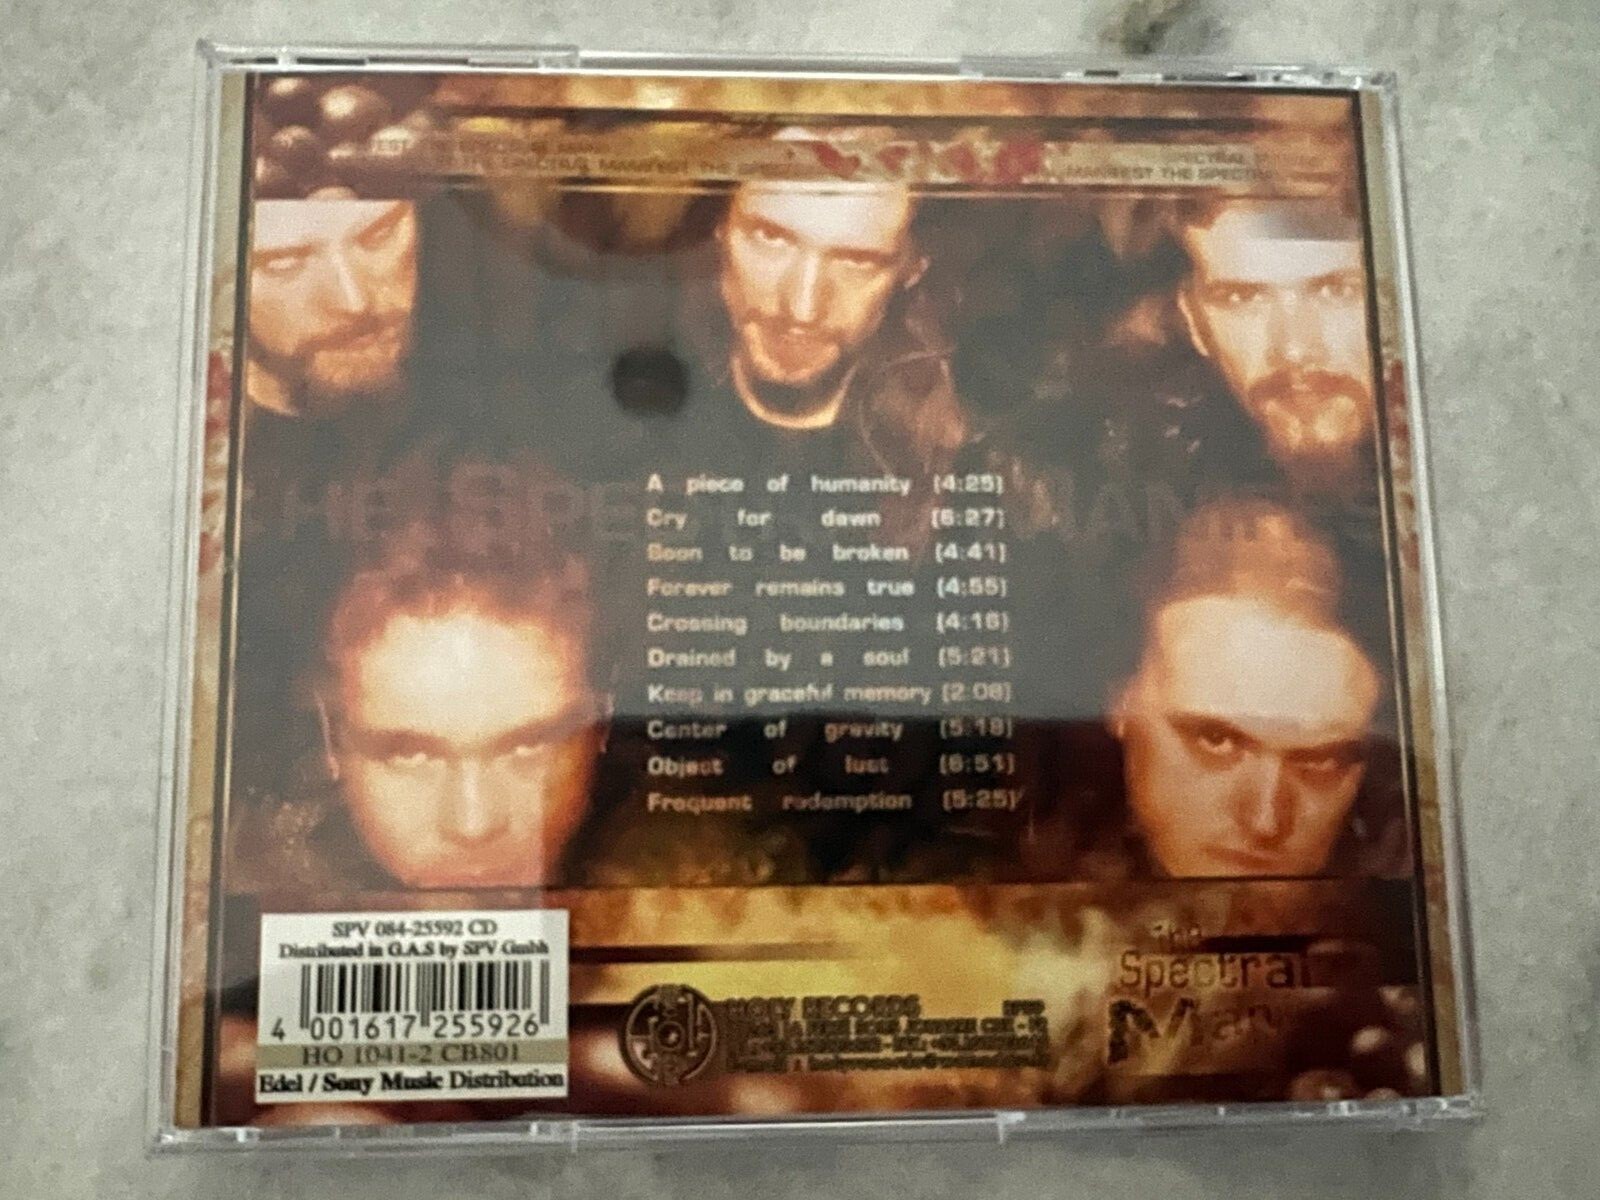 MANIFEST THE SPECTRAL
A piece of humanity (4:25)
Cry for dawn (6:27)
Soon to be broken (4:41)
Forever remains true (4:55)
Crossing boundaries (4:16)
Drained by a soul (5:21)
Keep in graceful memory (2:08)
Center of gravity (5:18)
Object of lust (6:51)
Frequent redemption (5:25)
SPV 084-25592 CD
Distributed in G.A.S by SPV Gmbh
4 001617 255926
HO 1041-2 CB801
Edel / Sony Music Distribution
HOLY RECORDS
The
Spectral